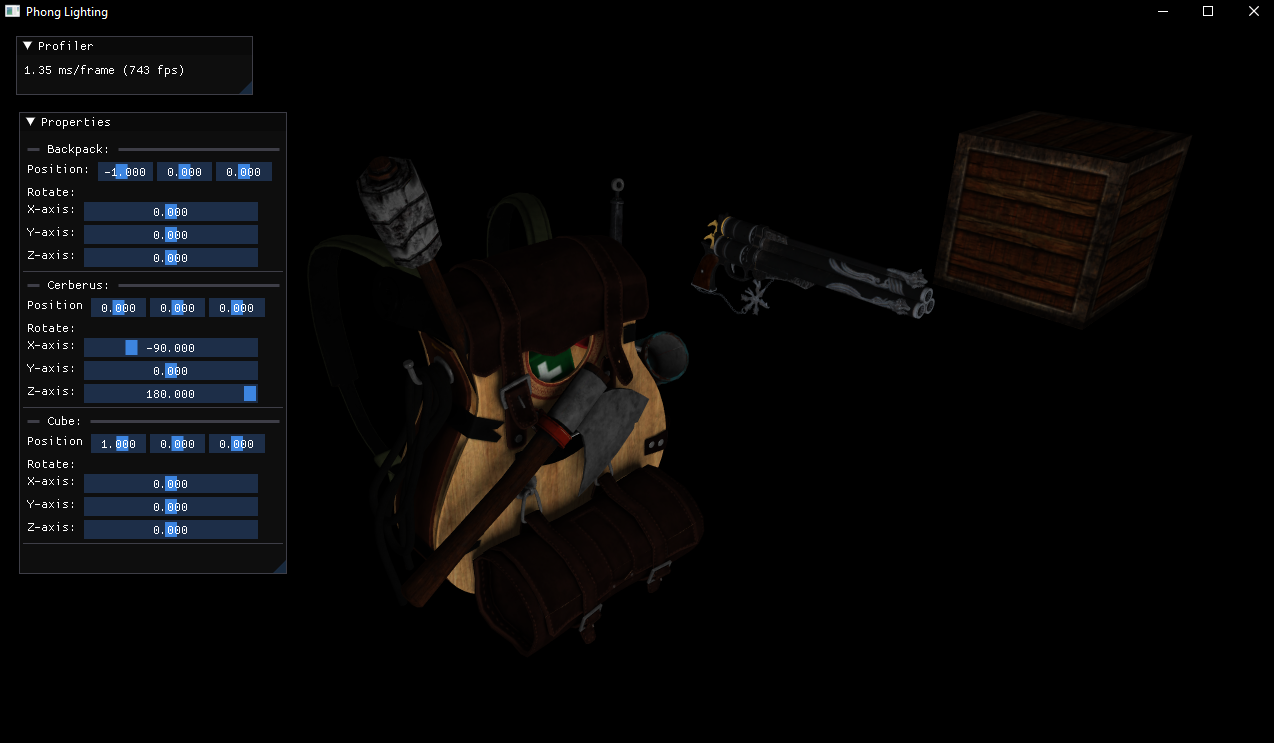 Phong Lighting
Profiler
1.35 ms/frame (743 fps)
Properties
Backpack:
Position: -1.000 0.000 0.000
Rotate:
X-axis: 0.000
Y-axis: 0.000
Z-axis: 0.000
Cerberus:
Position 0.000 0.000 0.000
Rotate:
X-axis: -90.000
Y-axis: 0.000
Z-axis: 180.000
Cube:
Position 1.000 0.000 0.000
Rotate:
X-axis: 0.000
Y-axis: 0.000
Z-axis: 0.000